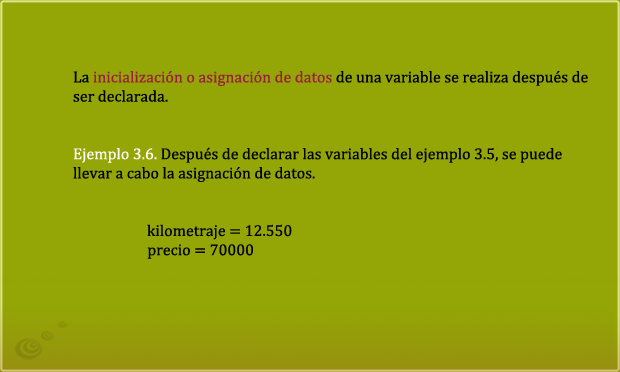 La inicialización o asignación de datos de una variable se realiza después de
ser declarada.
Ejemplo 3.6. Después de declarar las variables del ejemplo 3.5, se puede
llevar a cabo la asignación de datos.
kilometraje = 12.550
precio = 70000